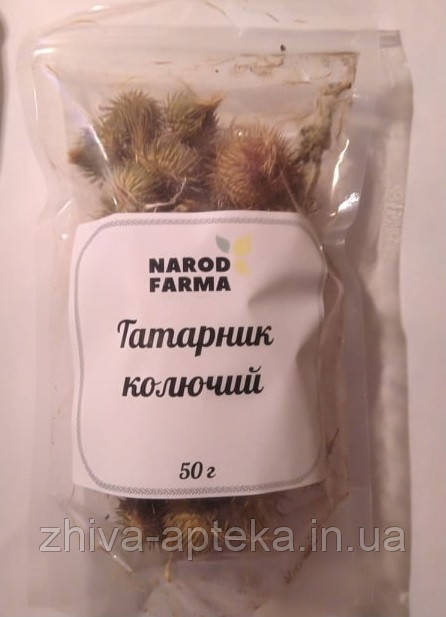 NAROD
FARMA
Татарник
колючий
50 г
zhiva-apteka.in.ua